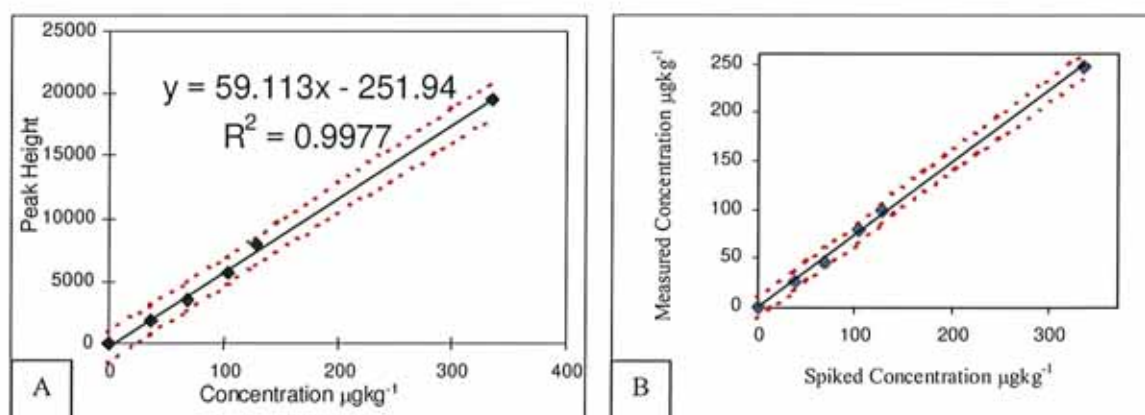 25000
20000
15000
10000
5000
0
Peak Height
y = 59.113x - 251.94
R² = 0.9977
0 100 200 300 400
Concentration µgkg⁻¹
A
250
200
150
100
50
0
Measured Concentration µgkg⁻¹
0 100 200 300
Spiked Concentration µgkg⁻¹
B